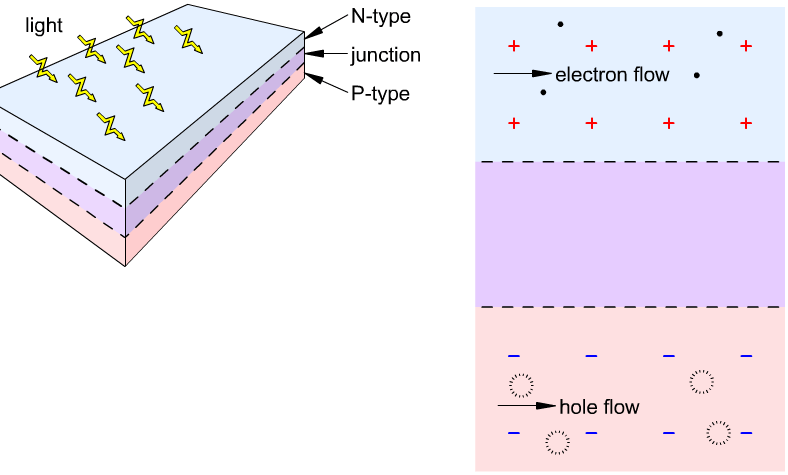 light
N-type
junction
P-type
+ + + +
electron flow
+ + + +
− − − −
hole flow
− − − −